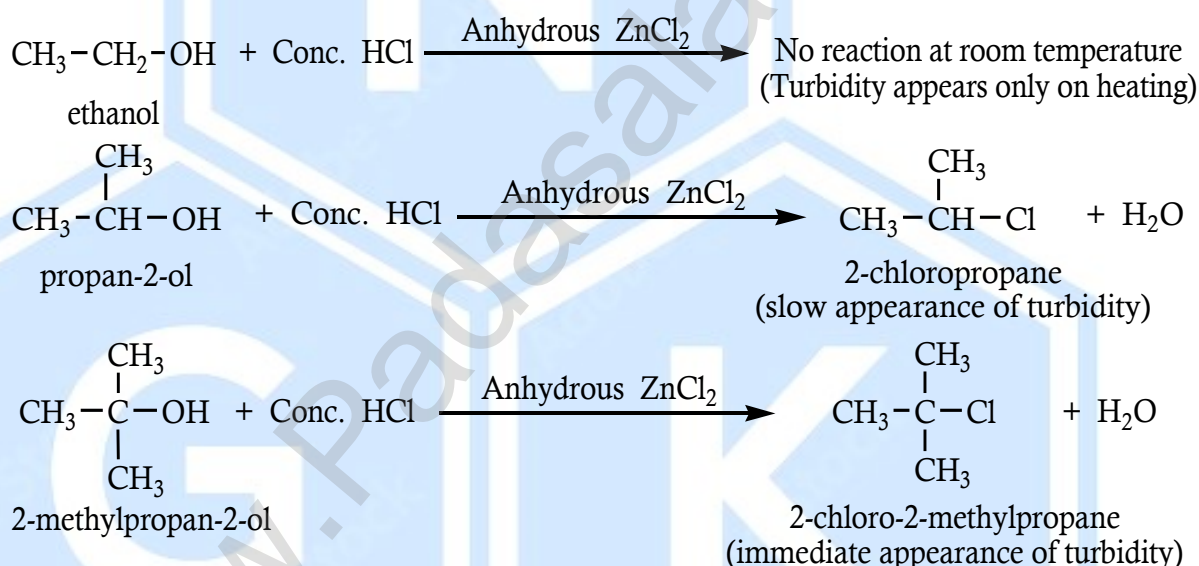 CH₃−CH₂−OH + Conc. HCl Anhydrous ZnCl₂ No reaction at room temperature
(Turbidity appears only on heating)
ethanol
CH₃ CH₃
CH₃−CH−OH + Conc. HCl Anhydrous ZnCl₂ CH₃−CH−Cl + H₂O
propan-2-ol 2-chloropropane
(slow appearance of turbidity)
CH₃ CH₃
CH₃−C−OH + Conc. HCl Anhydrous ZnCl₂ CH₃−C−Cl + H₂O
CH₃ CH₃
2-methylpropan-2-ol 2-chloro-2-methylpropane
(immediate appearance of turbidity)
w.Padasala
N
G K